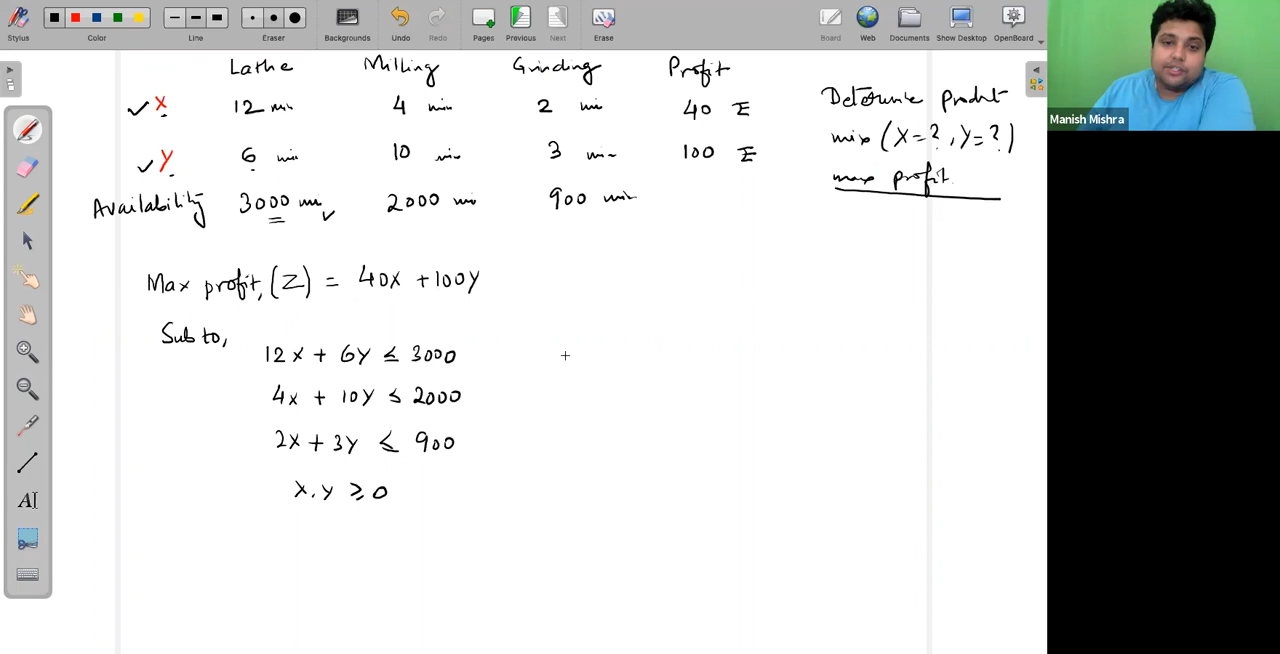 Stylus Color Line Eraser Backgrounds Undo Redo Pages Previous Next Erase Board Web Documents Show Desktop OpenBoard
Lathe Milling Grinding Profit
X 12 min 4 min 2 min 40
Y 6 min 10 min 3 min 100
Availability 3000 min 2000 min 900 min
Determine product
mix (X=?, Y=?)
max profit.
Manish Mishra
Max profit, (Z) = 40X + 100Y
Sub to,
12X + 6Y ≤ 3000
4X + 10Y ≤ 2000
2X + 3Y ≤ 900
X, Y ≥ 0
AI